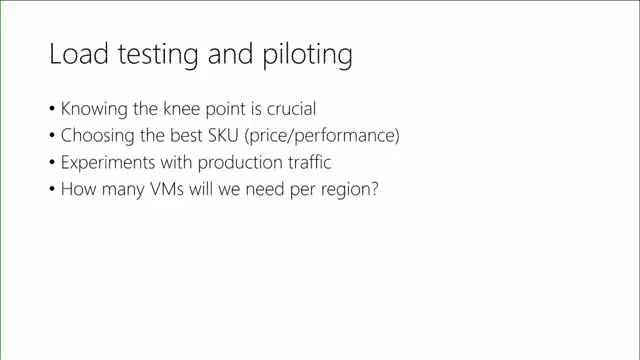 Load testing and piloting
• Knowing the knee point is crucial
• Choosing the best SKU (price/performance)
• Experiments with production traffic
• How many VMs will we need per region?